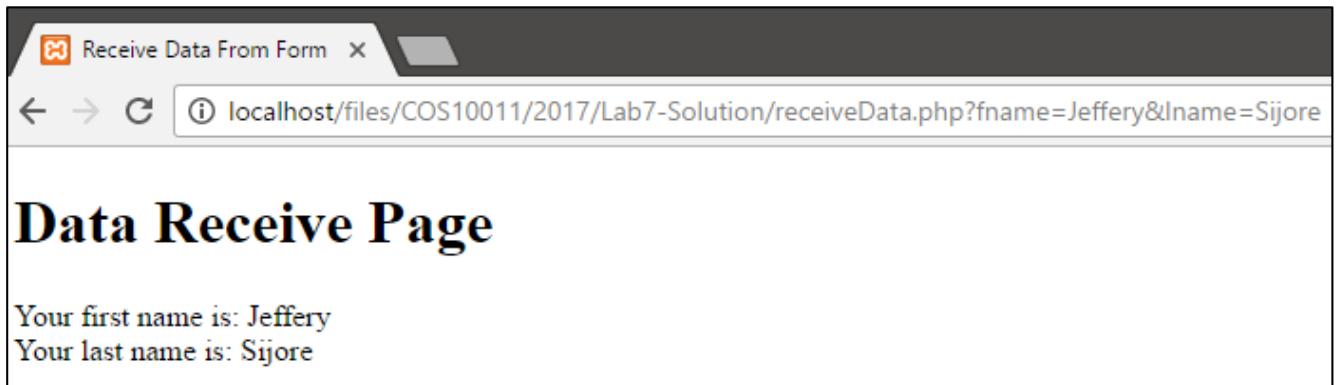 Receive Data From Form
localhost/files/COS10011/2017/Lab7-Solution/receiveData.php?fname=Jeffery&lname=Sijore
Data Receive Page
Your first name is: Jeffery
Your last name is: Sijore